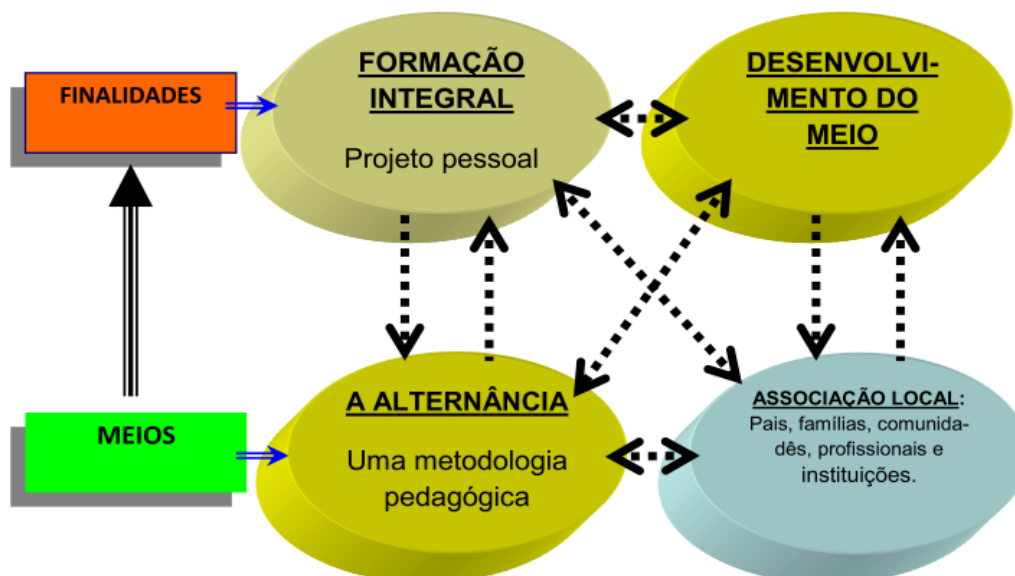 FINALIDADES
FORMAÇÃO
INTEGRAL
Projeto pessoal
DESENVOLVI-
MENTO DO
MEIO
MEIOS
A ALTERNÂNCIA
Uma metodologia
pedagógica
ASSOCIAÇÃO LOCAL:
Pais, famílias, comunida-
dês, profissionais e
instituições.